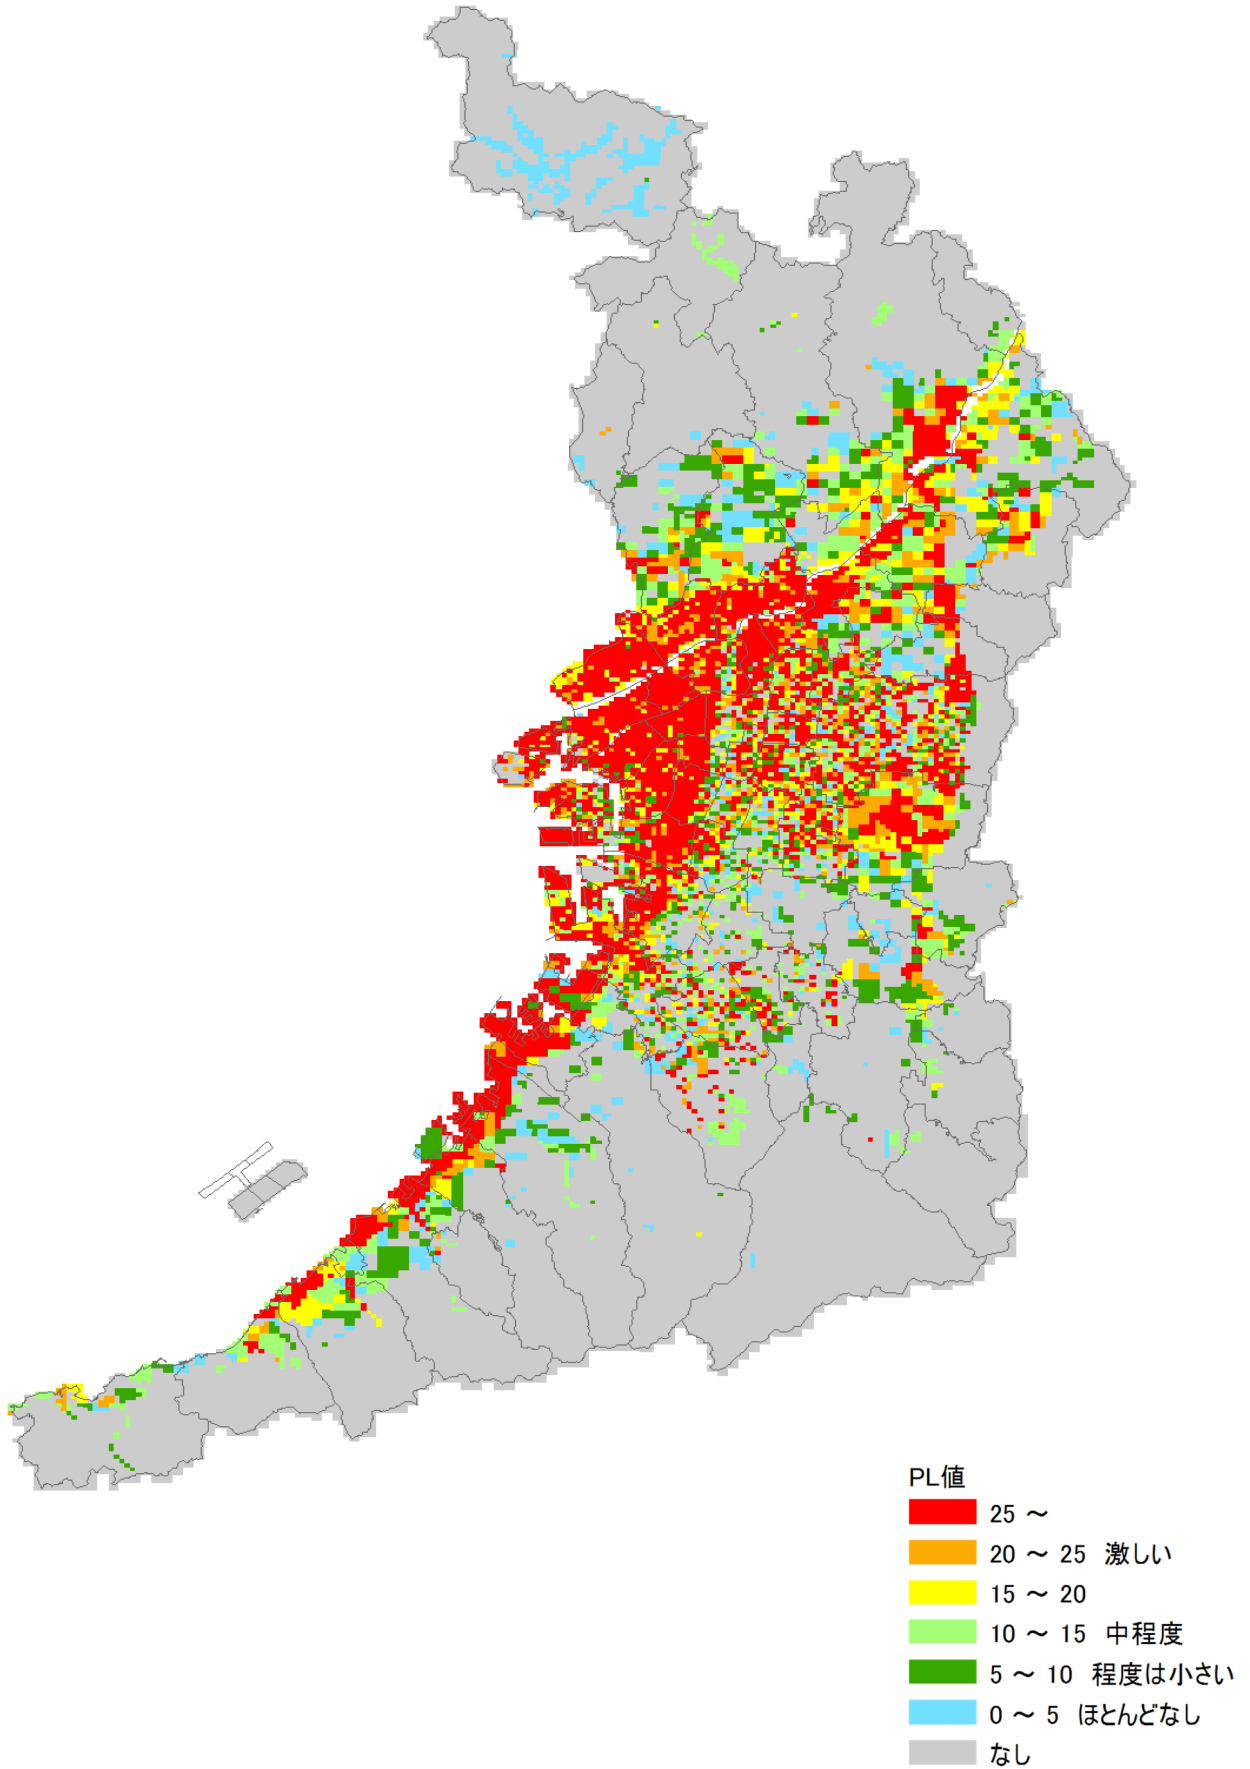 PL値
25 ～
20 ～ 25 激しい
15 ～ 20
10 ～ 15 中程度
5 ～ 10 程度は小さい
0 ～ 5 ほとんどなし
なし